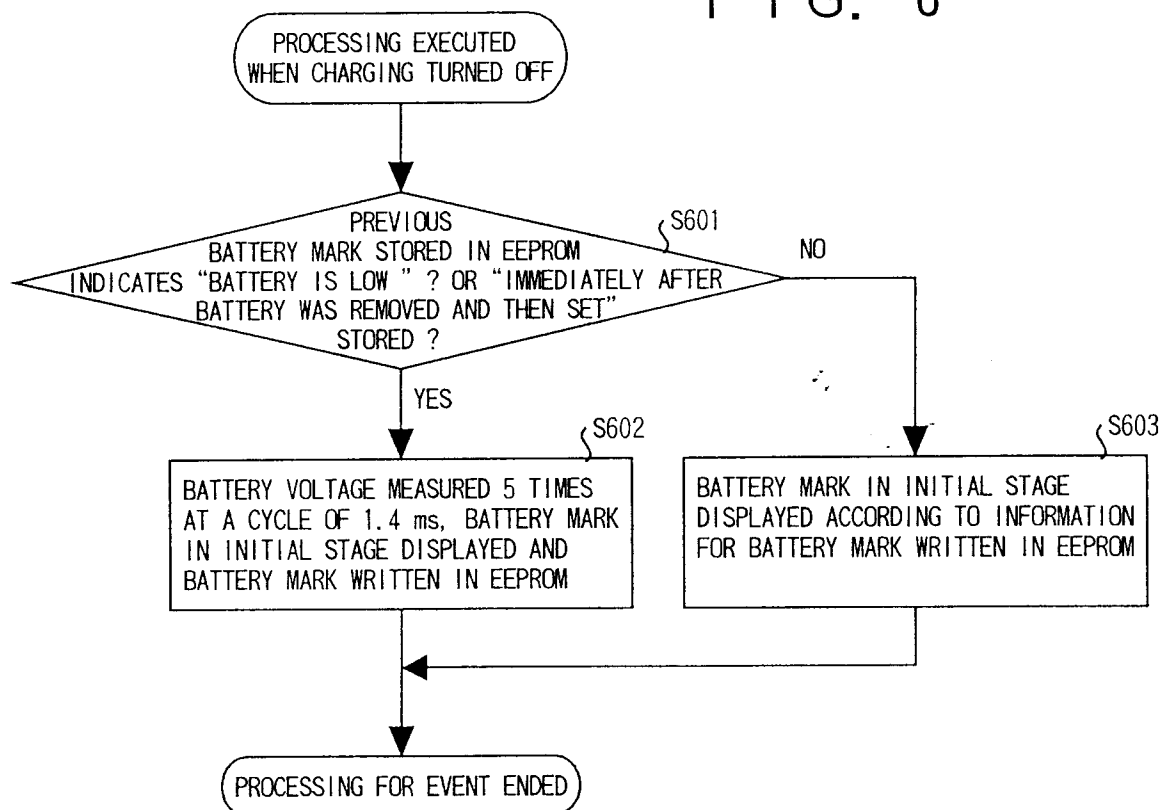 FIG. 6
PROCESSING EXECUTED
WHEN CHARGING TURNED OFF
PREVIOUS
BATTERY MARK STORED IN EEPROM
INDICATES "BATTERY IS LOW " ? OR "IMMEDIATELY AFTER
BATTERY WAS REMOVED AND THEN SET"
STORED ?
S601
NO
YES
S602
BATTERY VOLTAGE MEASURED 5 TIMES
AT A CYCLE OF 1.4 ms, BATTERY MARK
IN INITIAL STAGE DISPLAYED AND
BATTERY MARK WRITTEN IN EEPROM
S603
BATTERY MARK IN INITIAL STAGE
DISPLAYED ACCORDING TO INFORMATION
FOR BATTERY MARK WRITTEN IN EEPROM
PROCESSING FOR EVENT ENDED